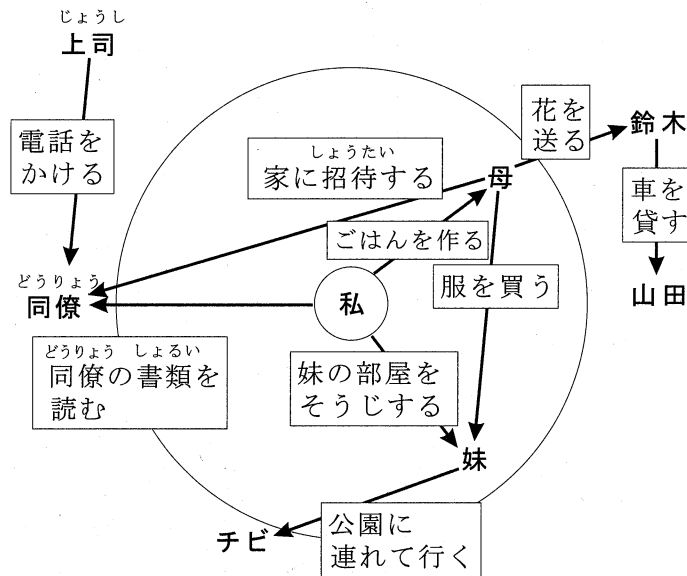 じょうし
上司
電話を
かける
花を
送る
鈴木
しょうたい
家に招待する
母
車を
貸す
ごはんを作る
どうりょう
同僚
私
服を買う
山田
どうりょう しょるい
同僚の書類を
読む
妹の部屋を
そうじする
妹
チビ
公園に
連れて行く